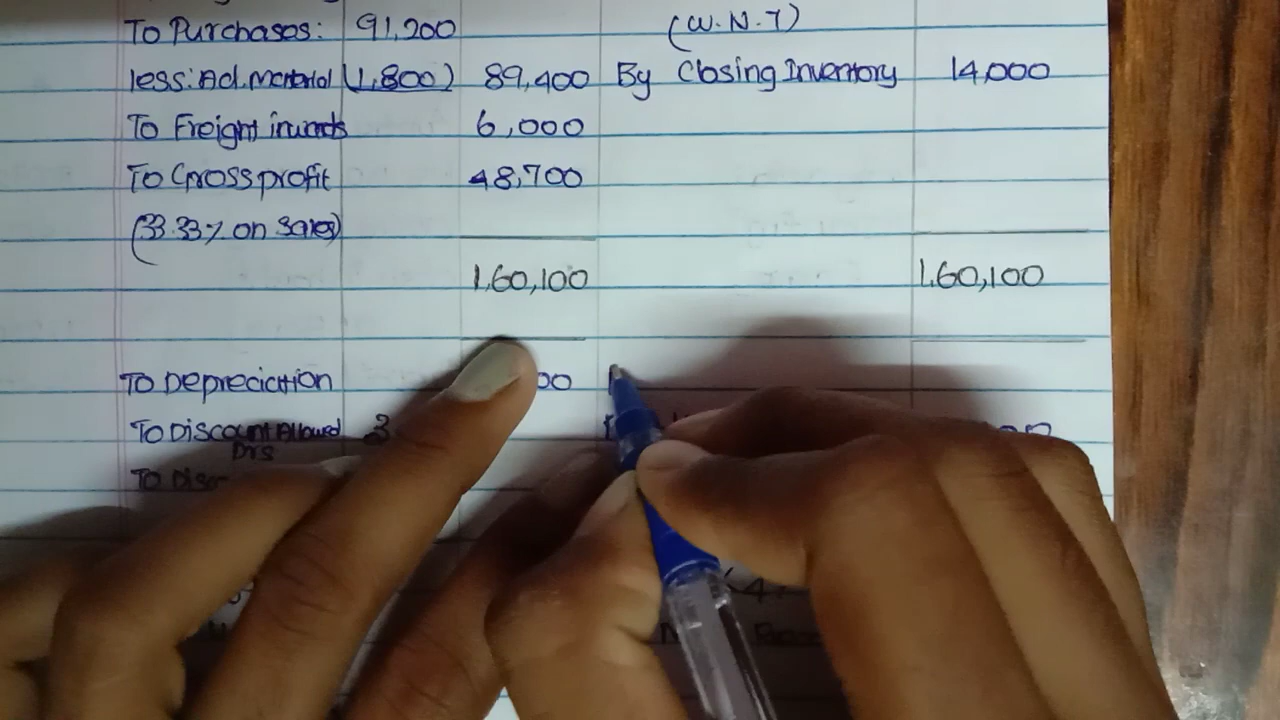 To Purchases: 91,200 (W.N.7)
less: Ad. Material (1,800) 89,400 By Closing Inventory 14,000
To Freight inwards 6,000
To Gross profit 48,700
(33.33% on Sales)
1,60,100 1,60,100
To Depreciation
To Discount Allowed 3
Drs
To